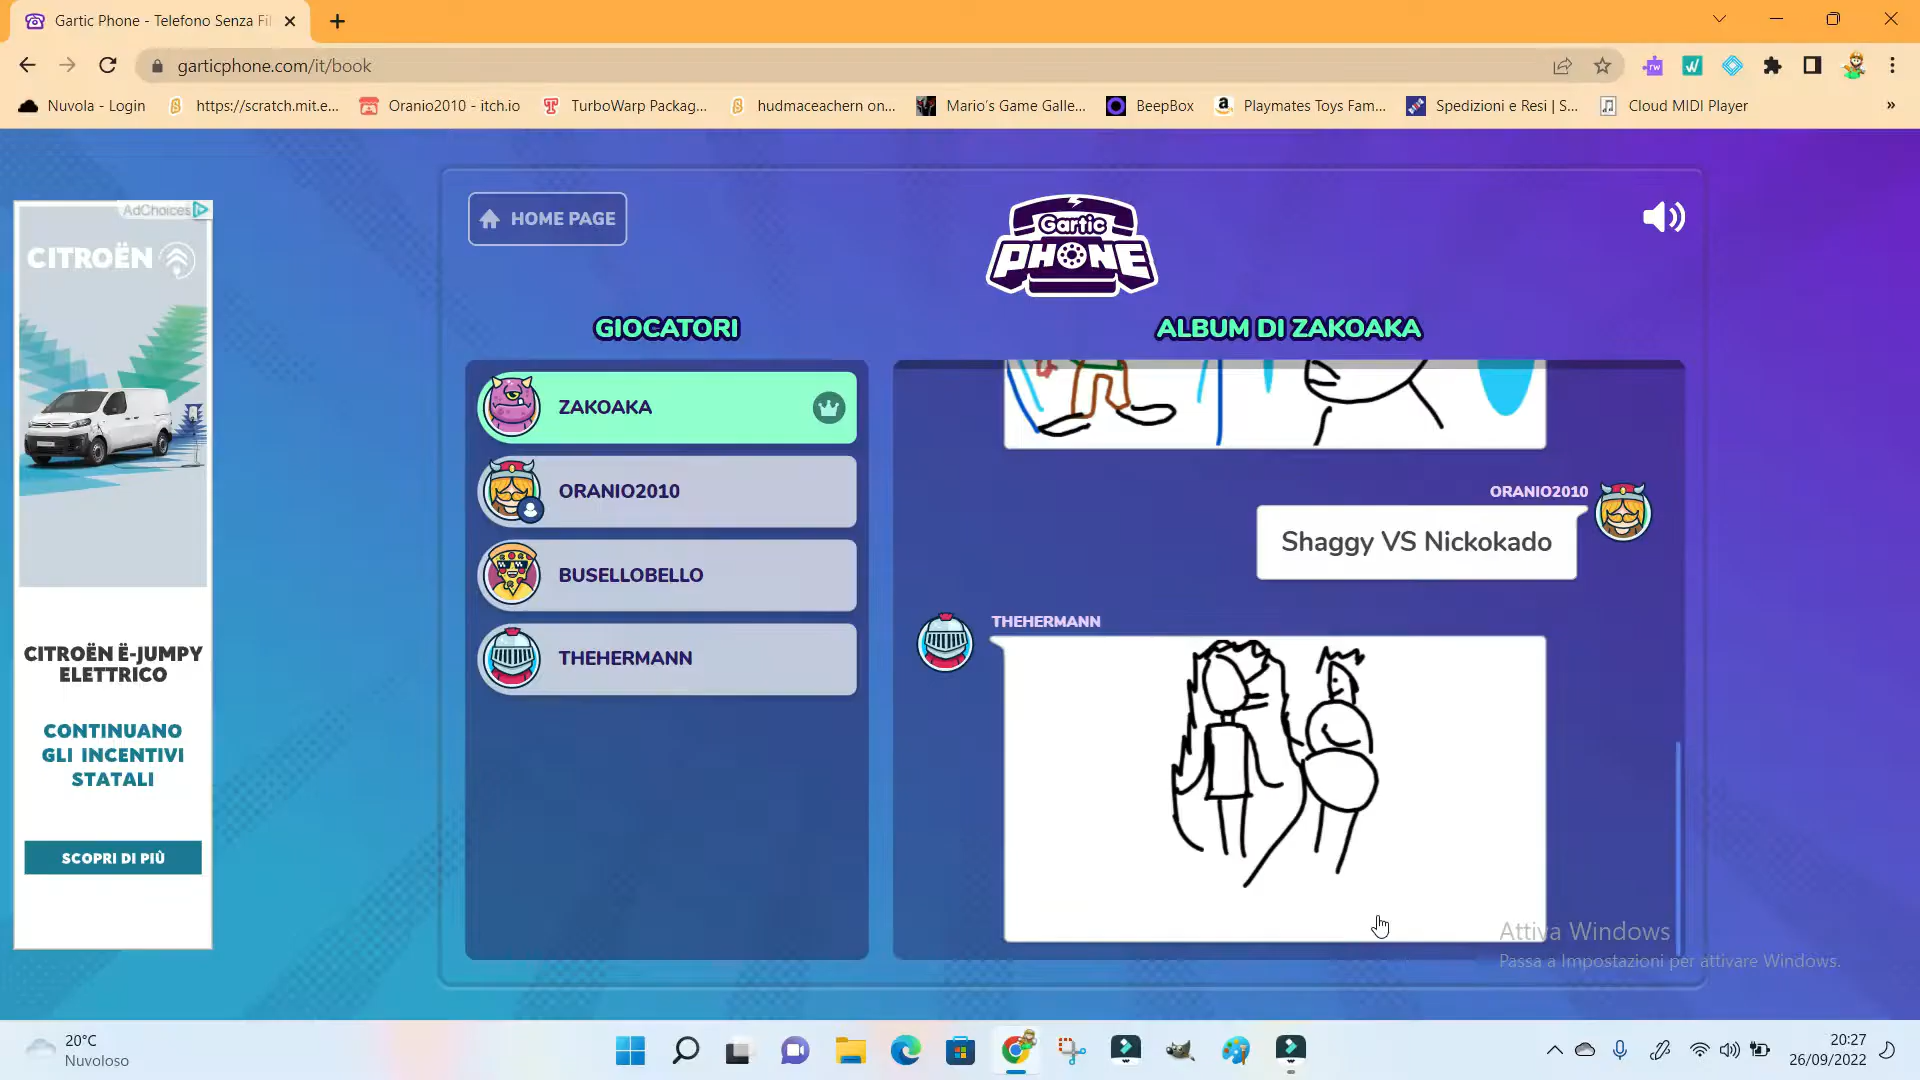 Gartic Phone - Telefono Senza Fil
garticphone.com/it/book
Nuvola - Login
https://scratch.mit.e...
Oranio2010 - itch.io
TurboWarp Packag...
hudmaceachern on...
Mario's Game Galle...
BeepBox
Playmates Toys Fam...
Spedizioni e Resi | S...
Cloud MIDI Player
»
AdChoices
CITROËN
CITROËN Ë-JUMPY
ELETTRICO
CONTINUANO
GLI INCENTIVI
STATALI
SCOPRI DI PIÙ
HOME PAGE
Gartic
PHONE
GIOCATORI
ZAKOAKA
ORANIO2010
BUSELLOBELLO
THEHERMANN
ALBUM DI ZAKOAKA
ORANIO2010
Shaggy VS Nickokado
THEHERMANN
Attiva Windows
Passa a Impostazioni per attivare Windows.
20°C
Nuvoloso
20:27
26/09/2022